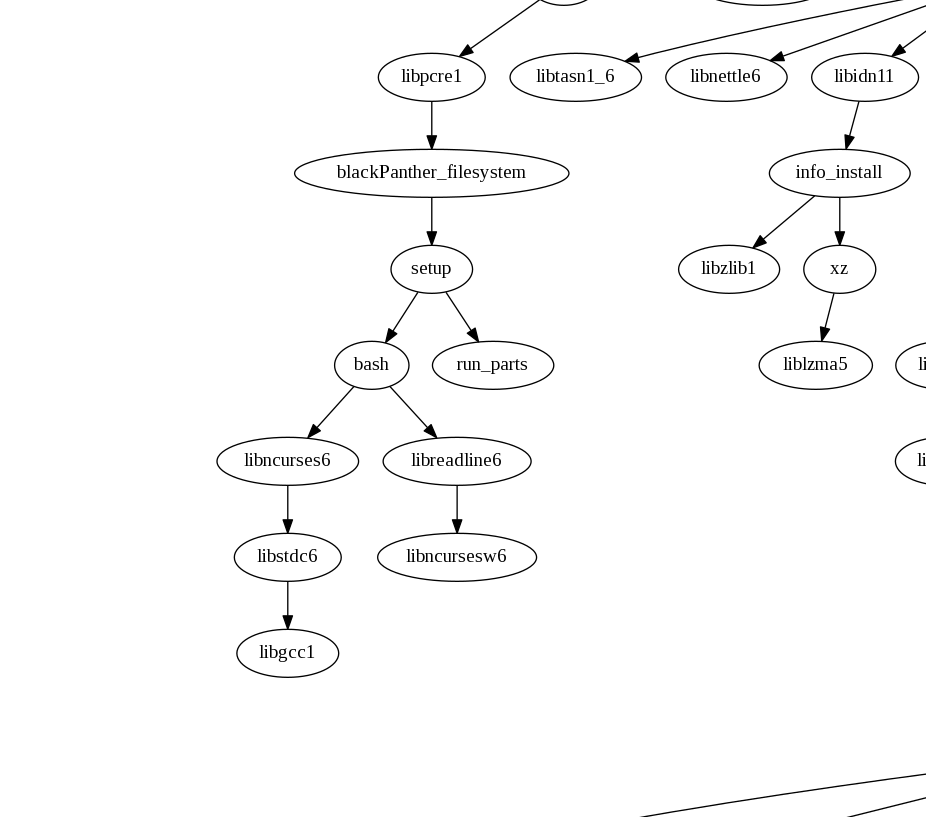 libpcre1
libtasn1_6
libnettle6
libidn11
blackPanther_filesystem
info_install
setup
libzlib1
xz
bash
run_parts
liblzma5
li
libncurses6
libreadline6
li
libstdc6
libncursesw6
libgcc1